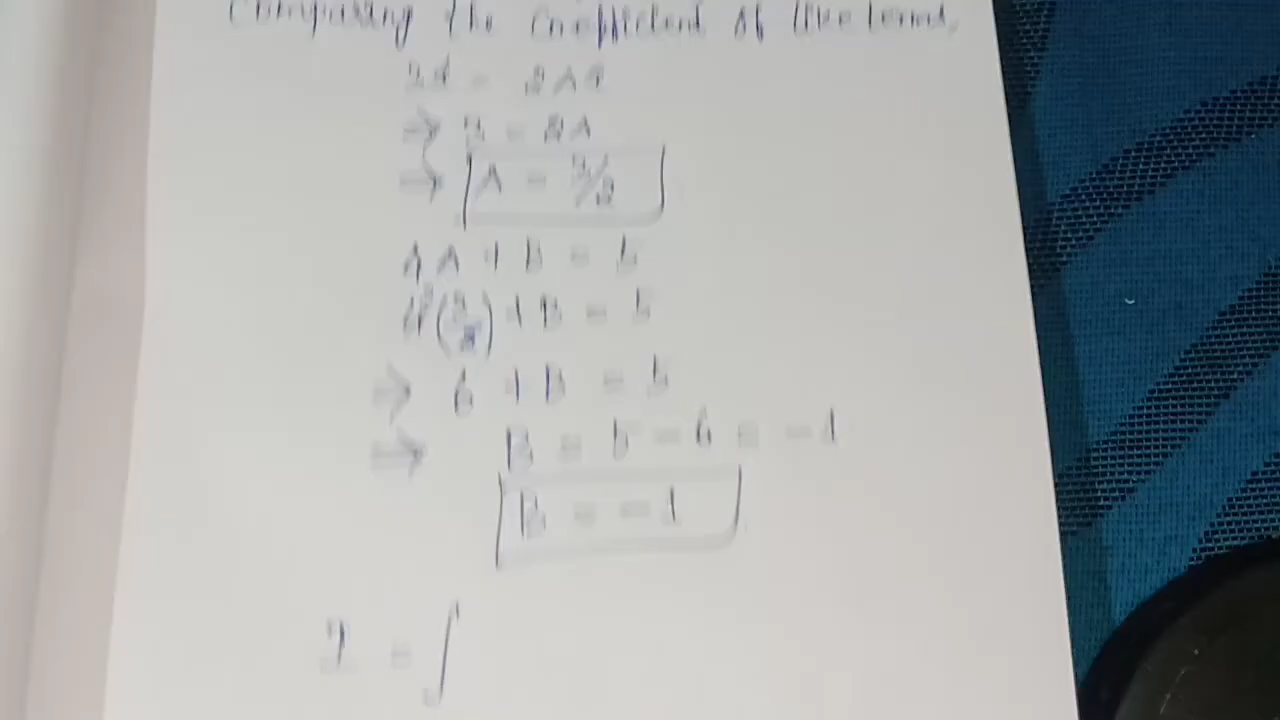 Comparing the coefficient of like terms,
3x = 2Ax
⇒ 3 = 2A
⇒ A = 3/2
4A + B = 5
4(3/2) + B = 5
⇒ 6 + B = 5
⇒ B = 5 - 6 = -1
B = -1
I = ∫